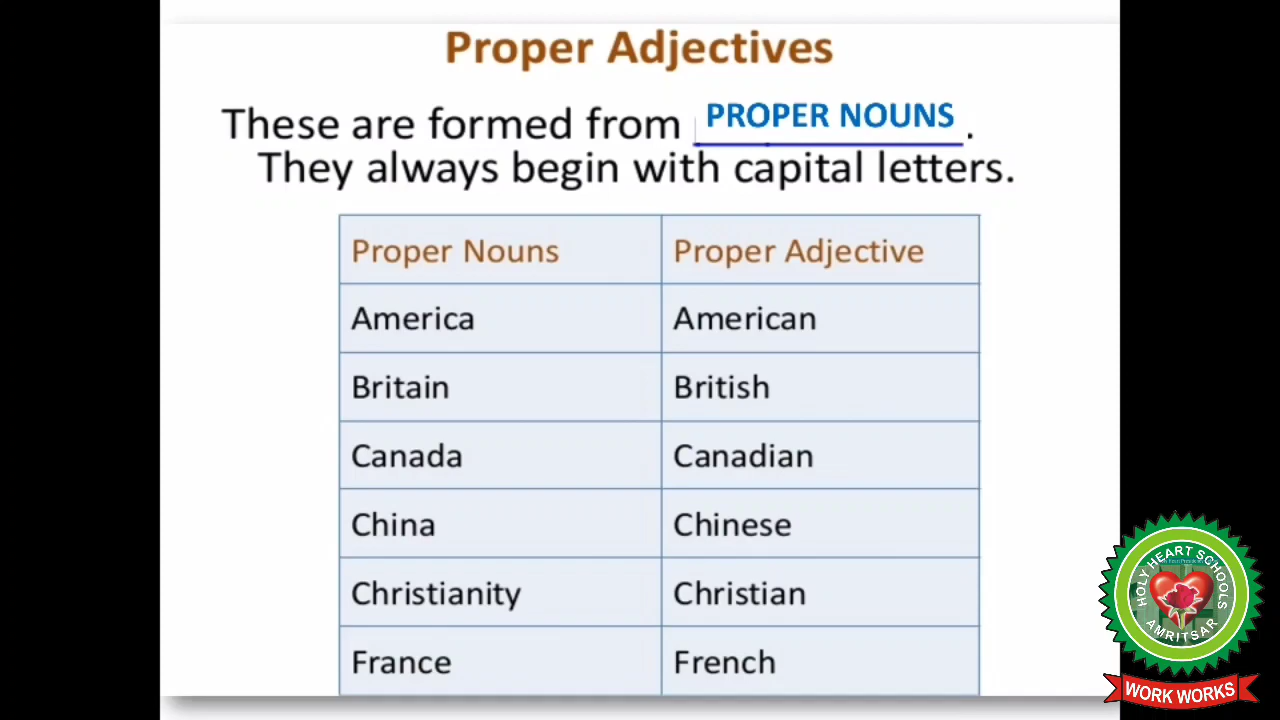 Proper Adjectives
These are formed from PROPER NOUNS.
They always begin with capital letters.
Proper Nouns Proper Adjective
America American
Britain British
Canada Canadian
China Chinese
Christianity Christian
France French
HOLY HEART SCHOOLS
AMRITSAR
WORK WORKS